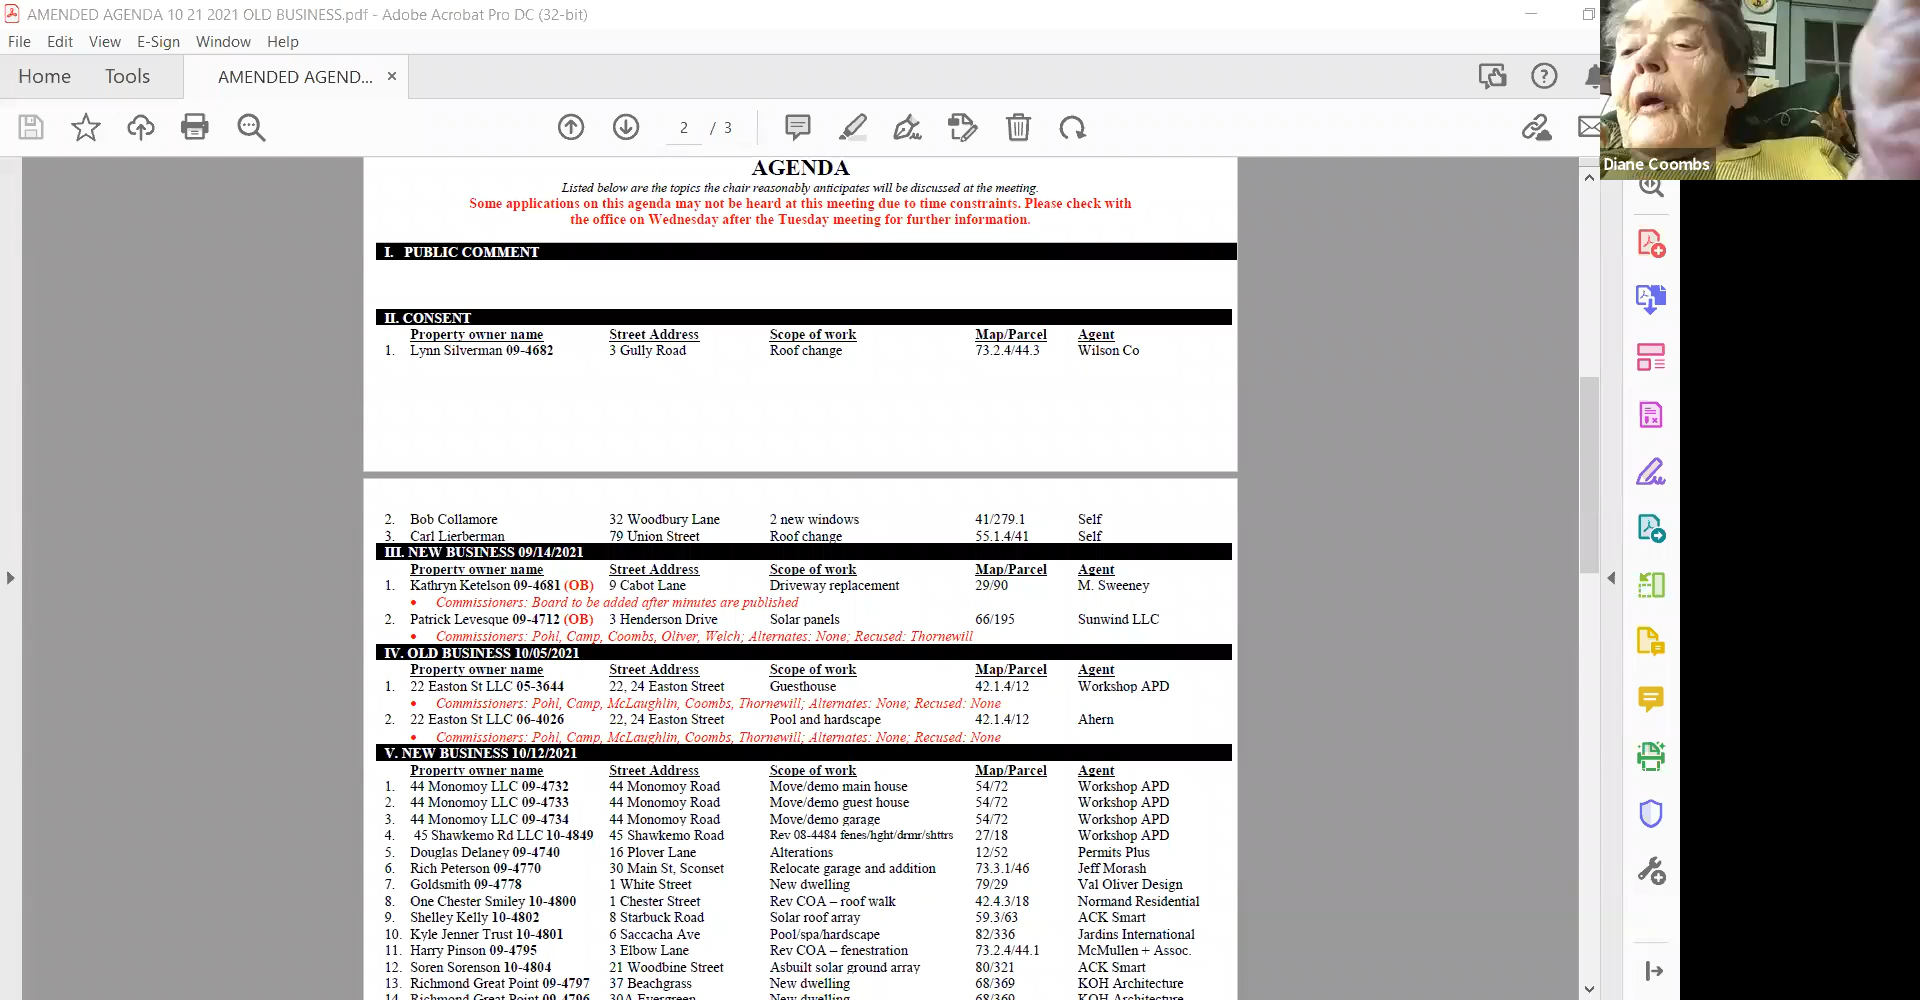 AMENDED AGENDA 10 21 2021 OLD BUSINESS.pdf - Adobe Acrobat Pro DC (32-bit)
File Edit View E-Sign Window Help
Home Tools AMENDED AGEND... ×
2 / 3
Diane Coombs
AGENDA
Listed below are the topics the chair reasonably anticipates will be discussed at the meeting.
Some applications on this agenda may not be heard at this meeting due to time constraints. Please check with
the office on Wednesday after the Tuesday meeting for further information.
I. PUBLIC COMMENT
II. CONSENT
Property owner name Street Address Scope of work Map/Parcel Agent
1. Lynn Silverman 09-4682 3 Gully Road Roof change 73.2.4/44.3 Wilson Co
2. Bob Collamore 32 Woodbury Lane 2 new windows 41/279.1 Self
3. Carl Lierberman 79 Union Street Roof change 55.1.4/41 Self
III. NEW BUSINESS 09/14/2021
Property owner name Street Address Scope of work Map/Parcel Agent
1. Kathryn Ketelson 09-4681 (OB) 9 Cabot Lane Driveway replacement 29/90 M. Sweeney
• Commissioners: Board to be added after minutes are published
2. Patrick Levesque 09-4712 (OB) 3 Henderson Drive Solar panels 66/195 Sunwind LLC
• Commissioners: Pohl, Camp, Coombs, Oliver, Welch; Alternates: None; Recused: Thornewill
IV. OLD BUSINESS 10/05/2021
Property owner name Street Address Scope of work Map/Parcel Agent
1. 22 Easton St LLC 05-3644 22, 24 Easton Street Guesthouse 42.1.4/12 Workshop APD
• Commissioners: Pohl, Camp, McLaughlin, Coombs, Thornewill; Alternates: None; Recused: None
2. 22 Easton St LLC 06-4026 22, 24 Easton Street Pool and hardscape 42.1.4/12 Ahern
• Commissioners: Pohl, Camp, McLaughlin, Coombs, Thornewill; Alternates: None; Recused: None
V. NEW BUSINESS 10/12/2021
Property owner name Street Address Scope of work Map/Parcel Agent
1. 44 Monomoy LLC 09-4732 44 Monomoy Road Move/demo main house 54/72 Workshop APD
2. 44 Monomoy LLC 09-4733 44 Monomoy Road Move/demo guest house 54/72 Workshop APD
3. 44 Monomoy LLC 09-4734 44 Monomoy Road Move/demo garage 54/72 Workshop APD
4. 45 Shawkemo Rd LLC 10-4849 45 Shawkemo Road Rev 08-4484 fenes/hght/drmr/shttrs 27/18 Workshop APD
5. Douglas Delaney 09-4740 16 Plover Lane Alterations 12/52 Permits Plus
6. Rich Peterson 09-4770 30 Main St, Sconset Relocate garage and addition 73.3.1/46 Jeff Morash
7. Goldsmith 09-4778 1 White Street New dwelling 79/29 Val Oliver Design
8. One Chester Smiley 10-4800 1 Chester Street Rev COA – roof walk 42.4.3/18 Normand Residential
9. Shelley Kelly 10-4802 8 Starbuck Road Solar roof array 59.3/63 ACK Smart
10. Kyle Jenner Trust 10-4801 6 Saccacha Ave Pool/spa/hardscape 82/336 Jardins International
11. Harry Pinson 09-4795 3 Elbow Lane Rev COA – fenestration 73.2.4/44.1 McMullen + Assoc.
12. Soren Sorenson 10-4804 21 Woodbine Street Asbuilt solar ground array 80/321 ACK Smart
13. Richmond Great Point 09-4797 37 Beachgrass New dwelling 68/369 KOH Architecture
14. Richmond Great Point 09-4796 30A Evergreen New dwelling 68/369 KOH Architecture